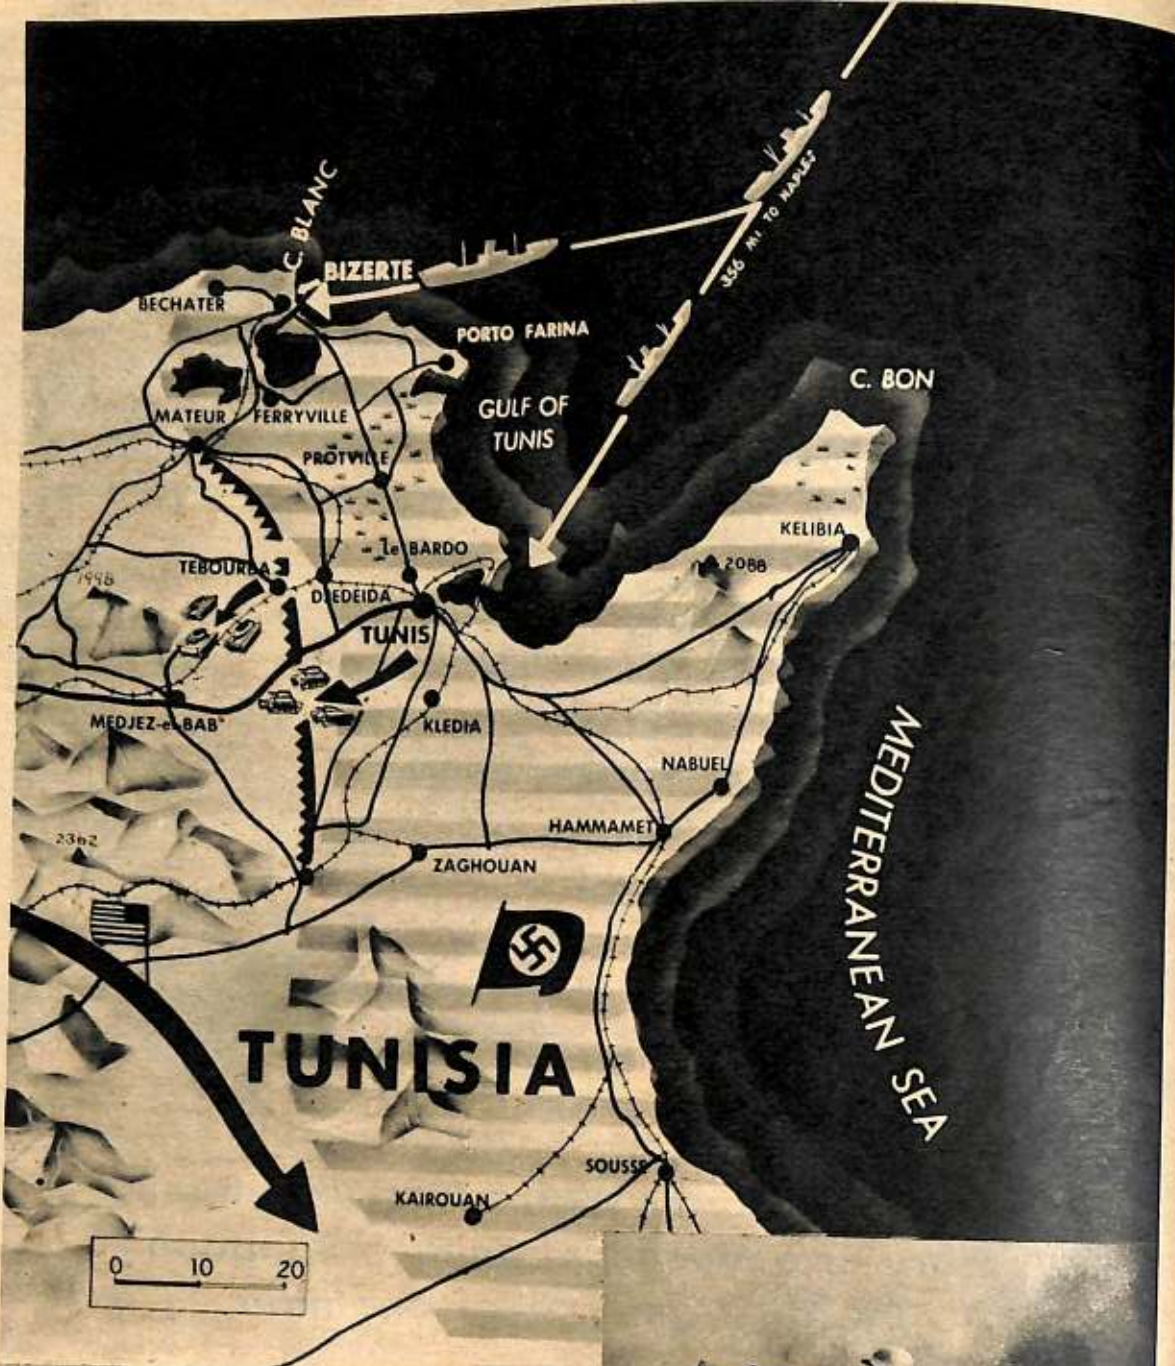 356 MI TO NAPLES
C. BLANC
BIZERTE
BECHATER
PORTO FARINA
C. BON
GULF OF
TUNIS
MATEUR
FERRYVILLE
PROTVILLE
KELIBIA
le BARDO
2088
TEBOURBA
1998
DJEDEIDA
TUNIS
MEDJEZ-el-BAB
KLEDIA
MEDITERRANEAN SEA
NABUEL
HAMMAMET
2362
ZAGHOUAN
TUNISIA
SOUSSE
KAIROUAN
0 10 20